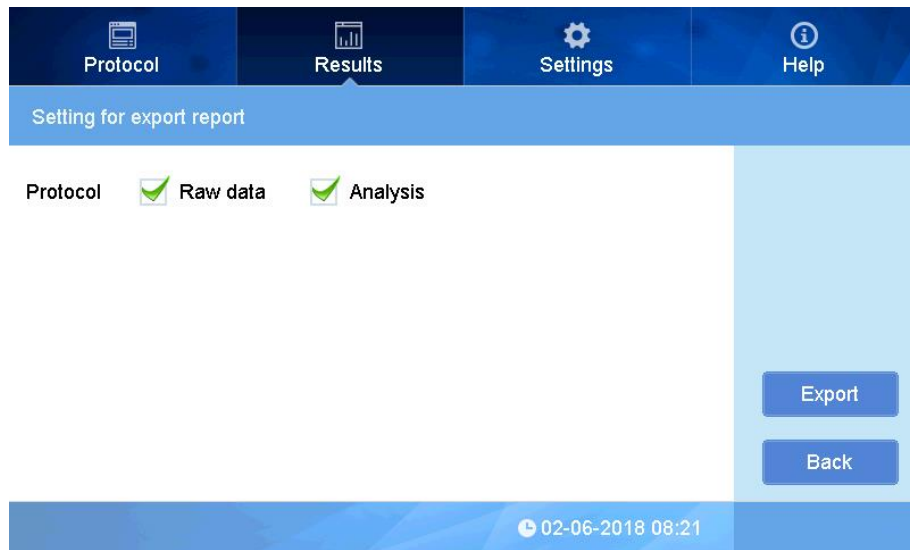 Protocol Results Settings Help
Setting for export report
Protocol Raw data Analysis
Export
Back
02-06-2018 08:21